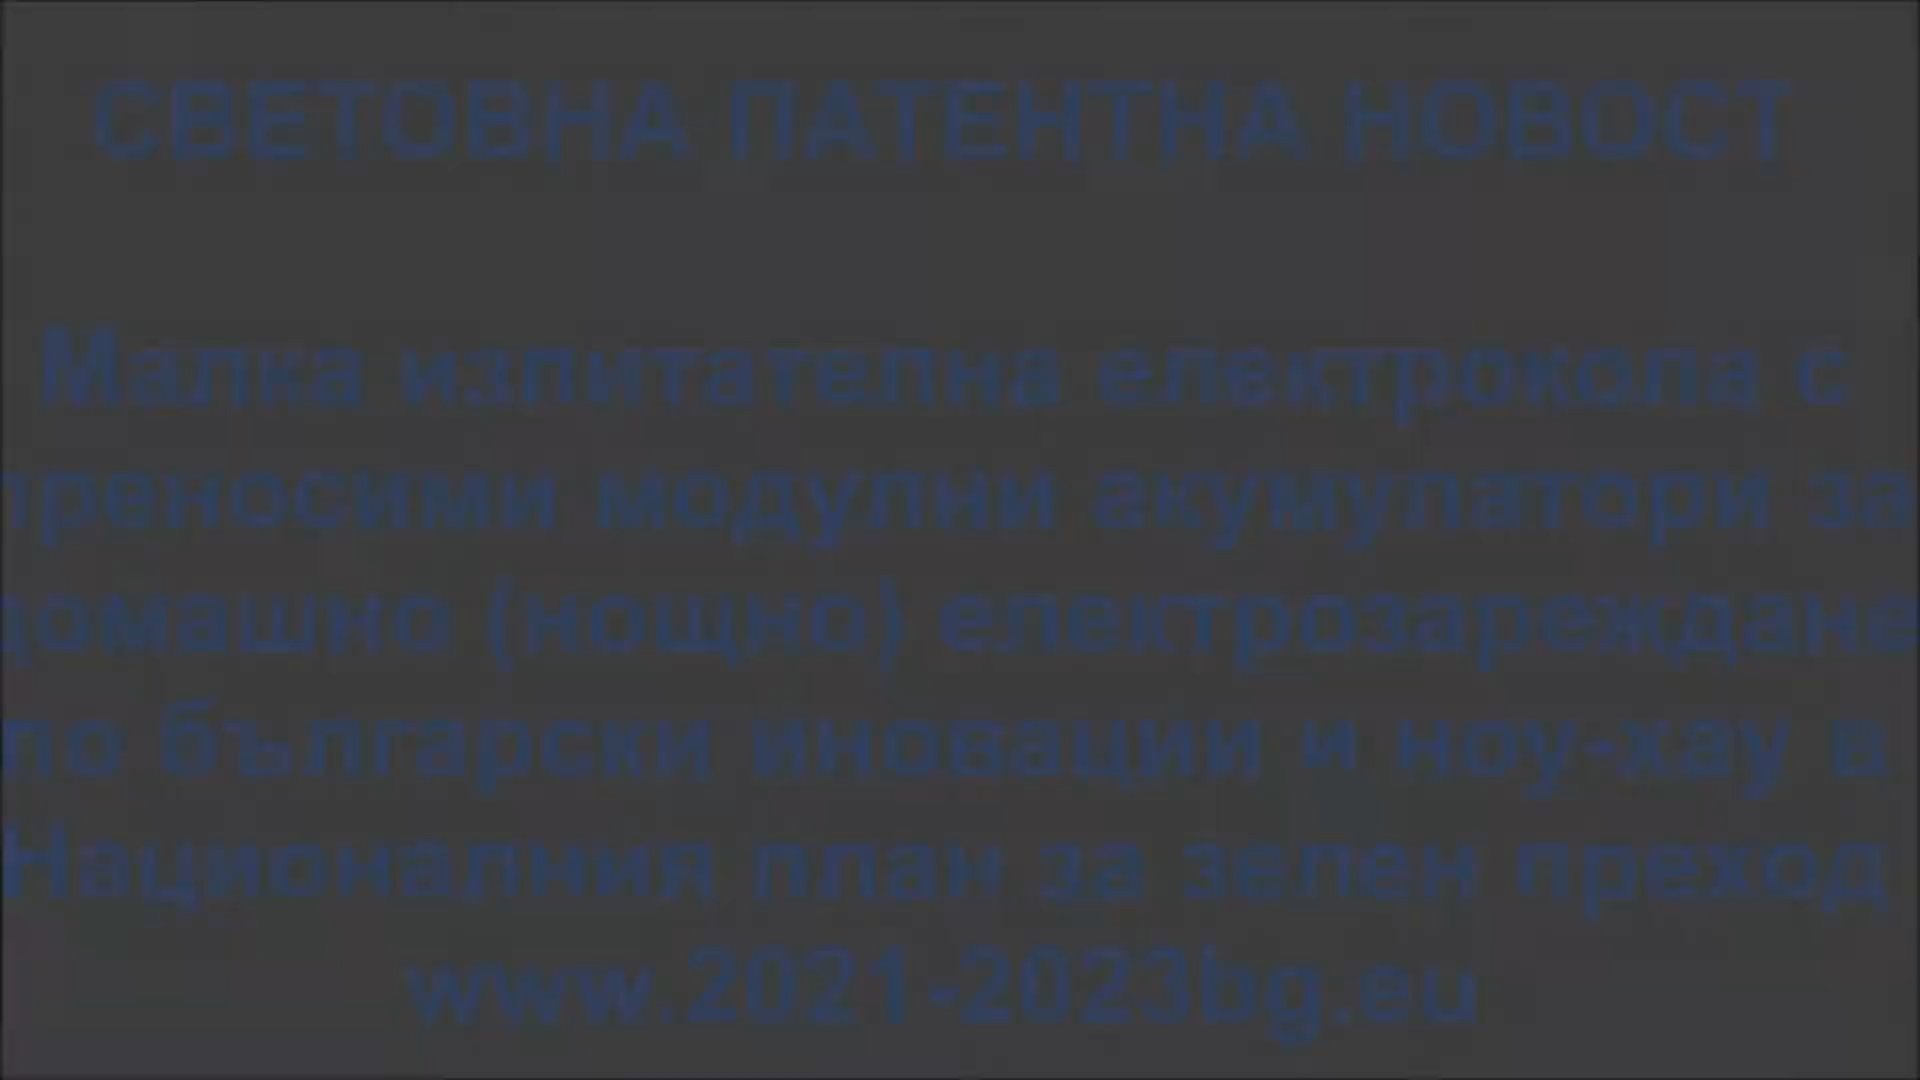 СВЕТОВНА ПАТЕНТНА НОВОСТ
Малка изпитателна електрокола с
преносими модулни акумулатори за
домашно (нощно) електрозареждане
по български иновации и ноу-хау в
Националния план за зелен преход
www.2021-2023bg.eu